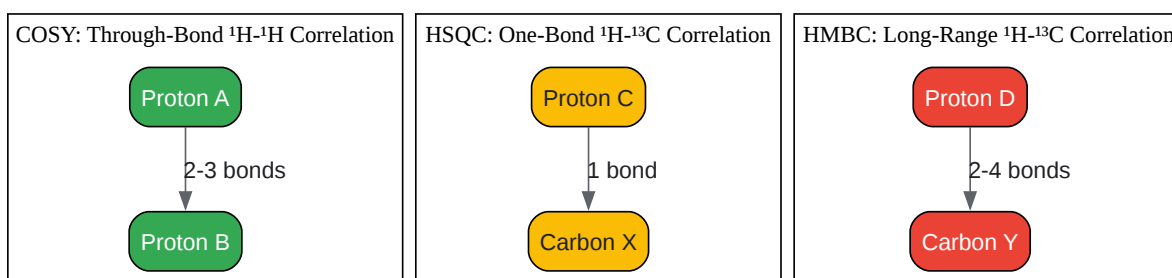 COSY: Through-Bond ¹H-¹H Correlation
Proton A
2-3 bonds
Proton B
HSQC: One-Bond ¹H-¹³C Correlation
Proton C
1 bond
Carbon X
HMBC: Long-Range ¹H-¹³C Correlation
Proton D
2-4 bonds
Carbon Y